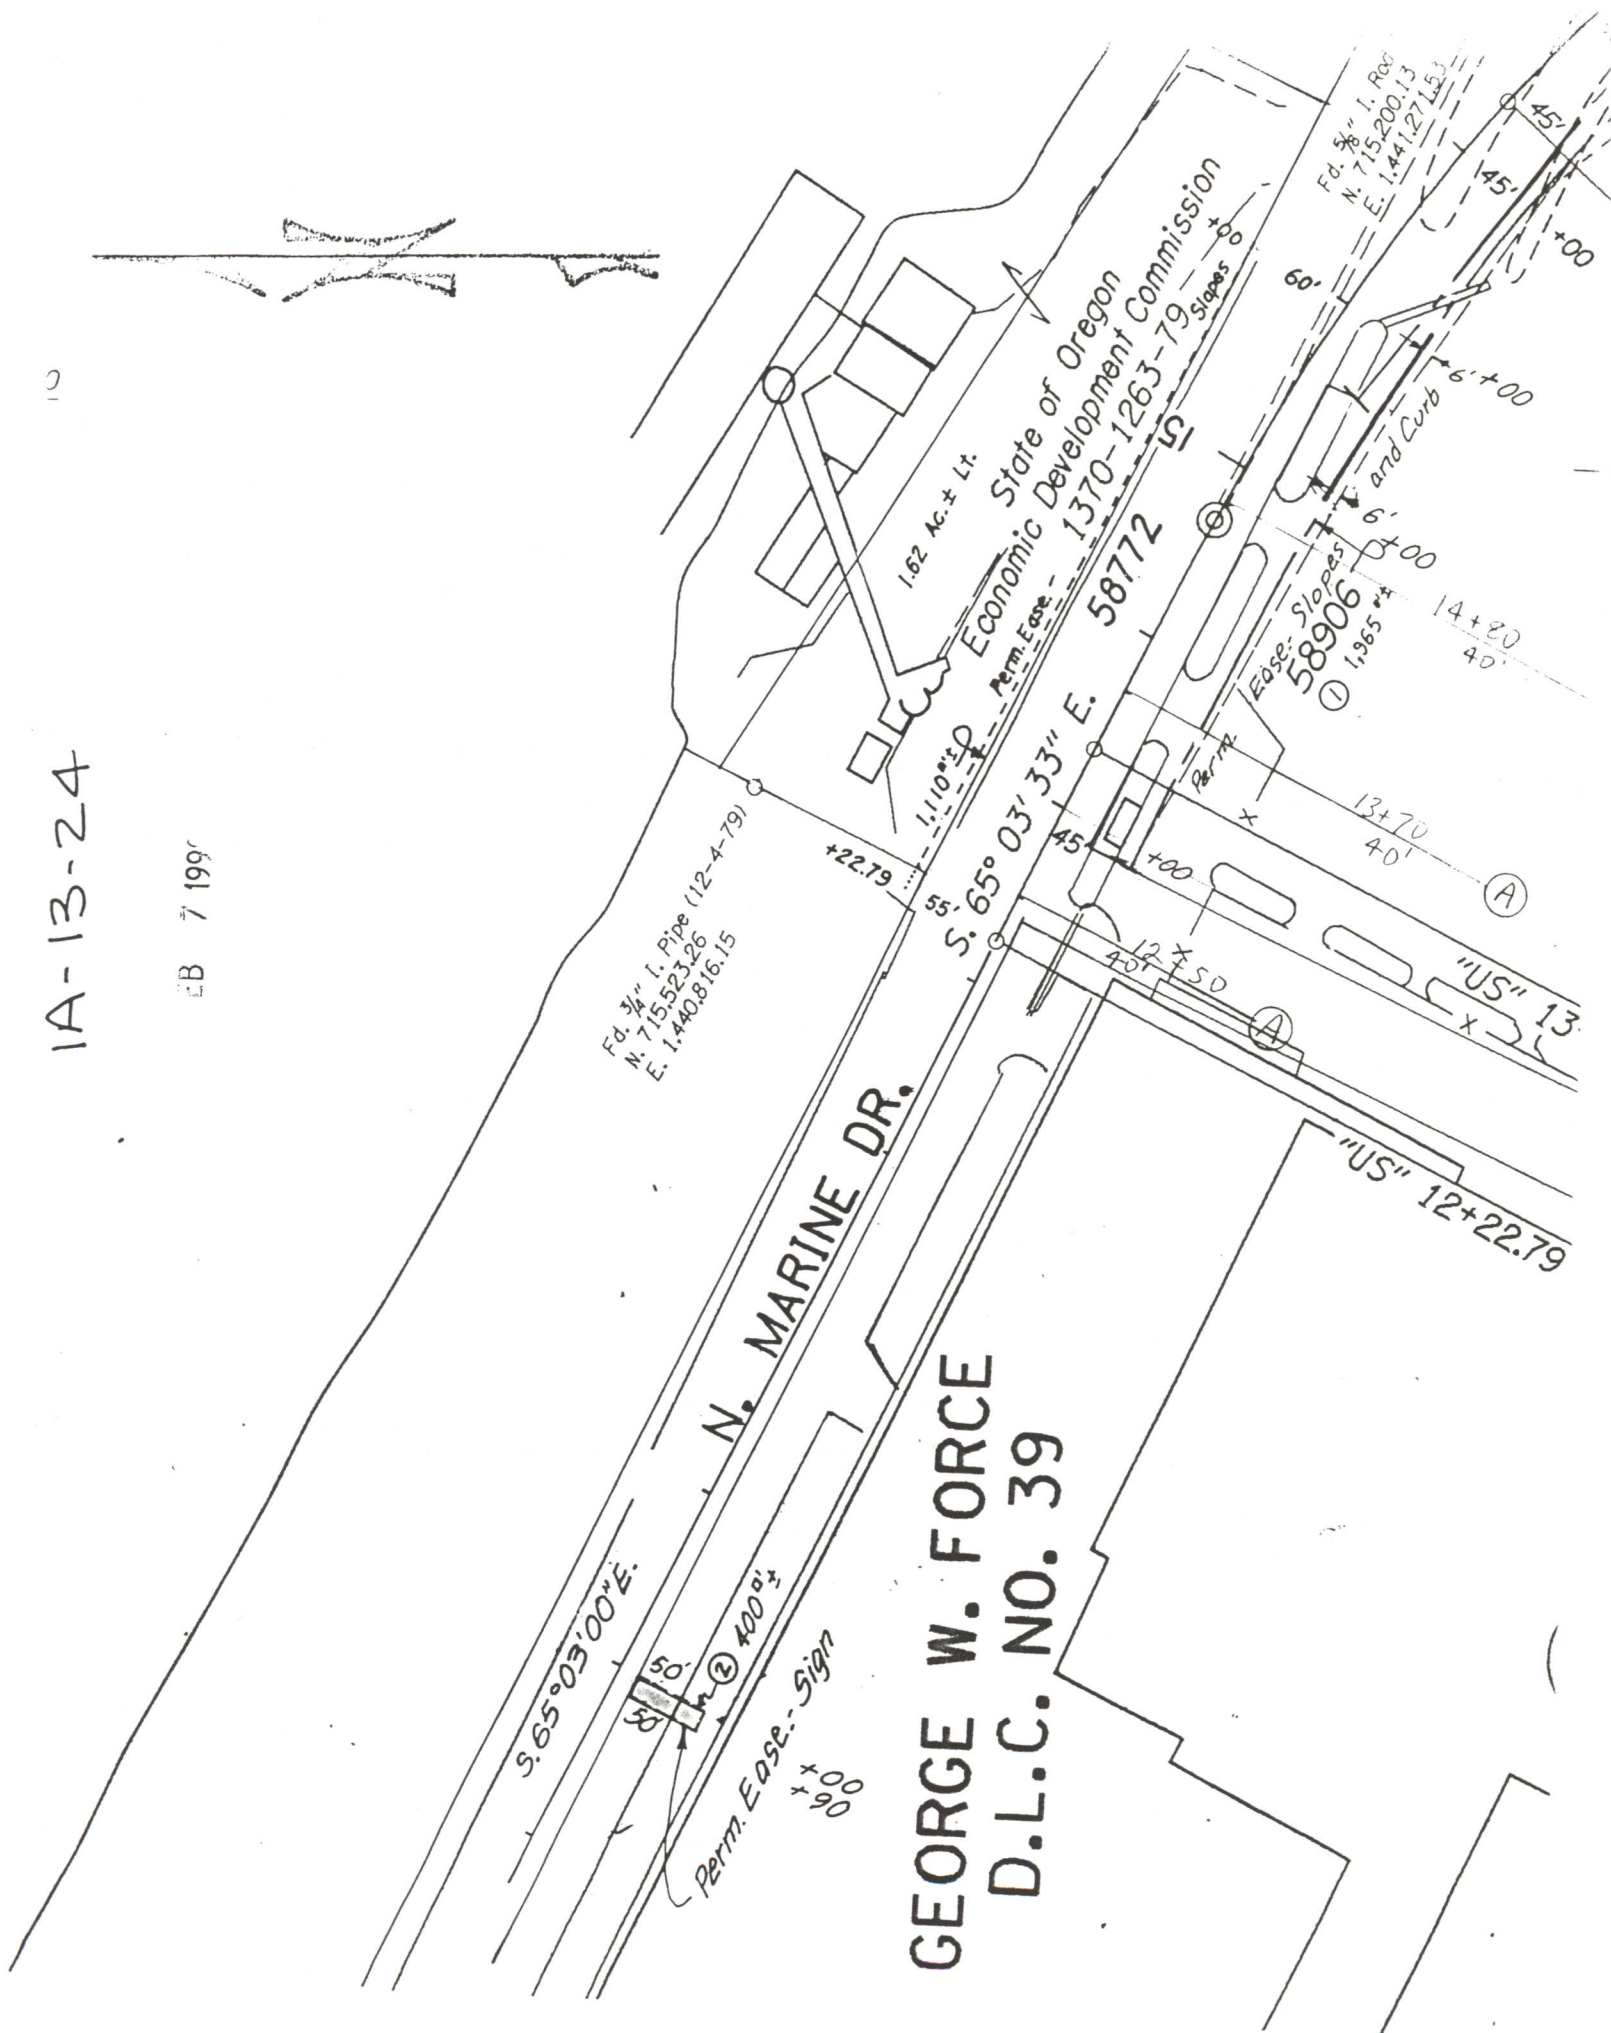 1A-13-24
7 199
Fd. 3/4" I. Pipe (12-4-79)
N. 715,523.26
E. 1,440,816.15
+22.79
55'
1.62 Ac.± Lt.
State of Oregon
Economic Development Commission
1370-1263-79
+00
Perm. Ease.-
Slopes
1,110□'±
58772
5
S. 65° 03' 33" E.
45
+00
60'
Fd. 5/8" I. Rod
N. 715,200.13
E. 1,441,271.53
45'
45'
+00
6' +00
and Curb
6'
+00
Perm. Ease.- Slopes
58906
① 1,965□'±
14+80
40'
13+70
40'
Ⓐ
12+50
40'
Ⓐ
X
X
X
"US" 13
"US" 12+22.79
N. MARINE DR.
S. 65° 03' 00" E.
50'
50'
② 400□'±
Perm. Ease.- Sign
+00
+90
GEORGE W. FORCE
D.L.C. NO. 39